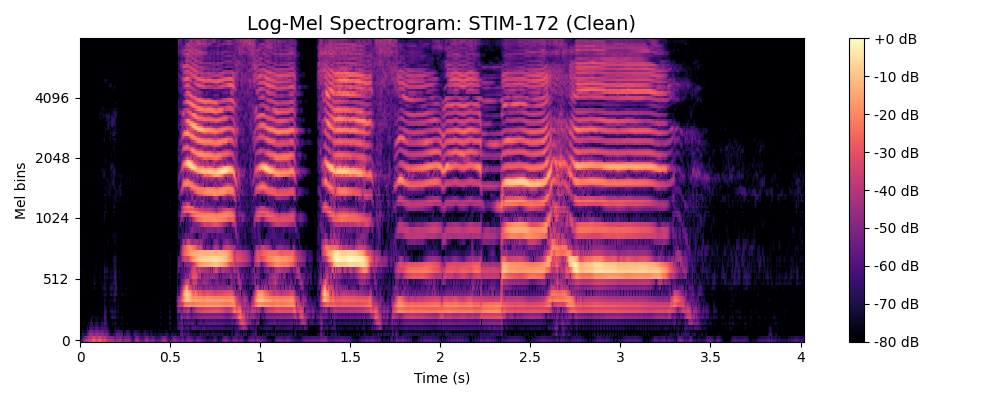 Log-Mel Spectrogram: STIM-172 (Clean)
+0 dB
4096
-10 dB
-20 dB
2048
-30 dB
Mel bins
1024
-40 dB
-50 dB
512
-60 dB
-70 dB
0
-80 dB
0 0.5 1 1.5 2 2.5 3 3.5 4
Time (s)